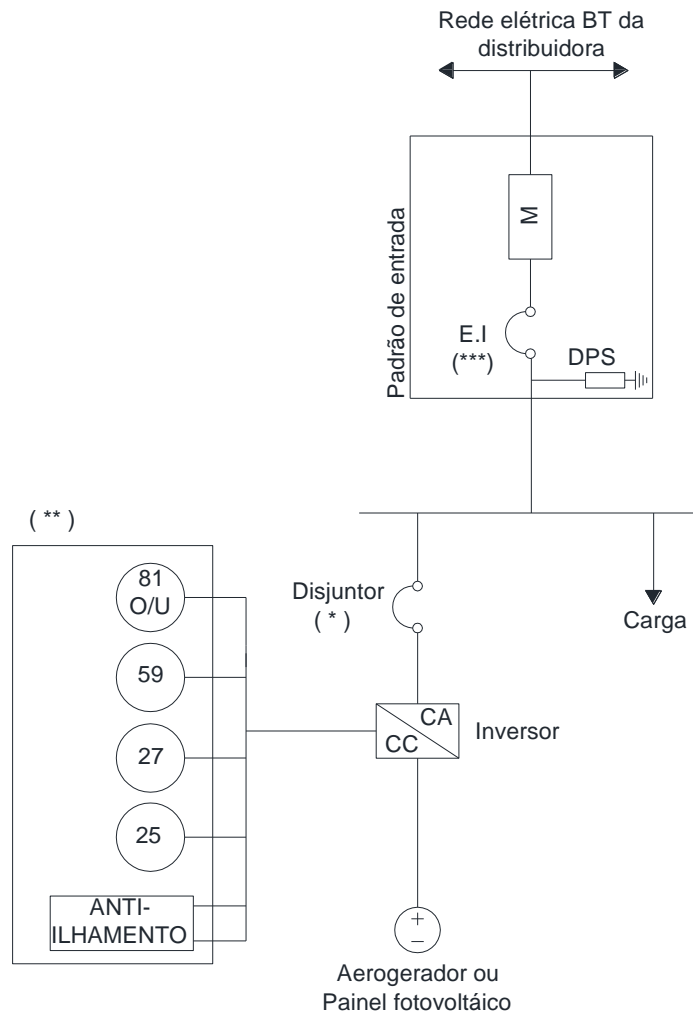 Rede elétrica BT da
distribuidora
Padrão de entrada
M
E.I
(***)
DPS
( ** )
81
O/U
59
27
25
ANTI-
ILHAMENTO
Disjuntor
( * )
Carga
CA
CC
Inversor
+
−
Aerogerador ou
Painel fotovoltáico